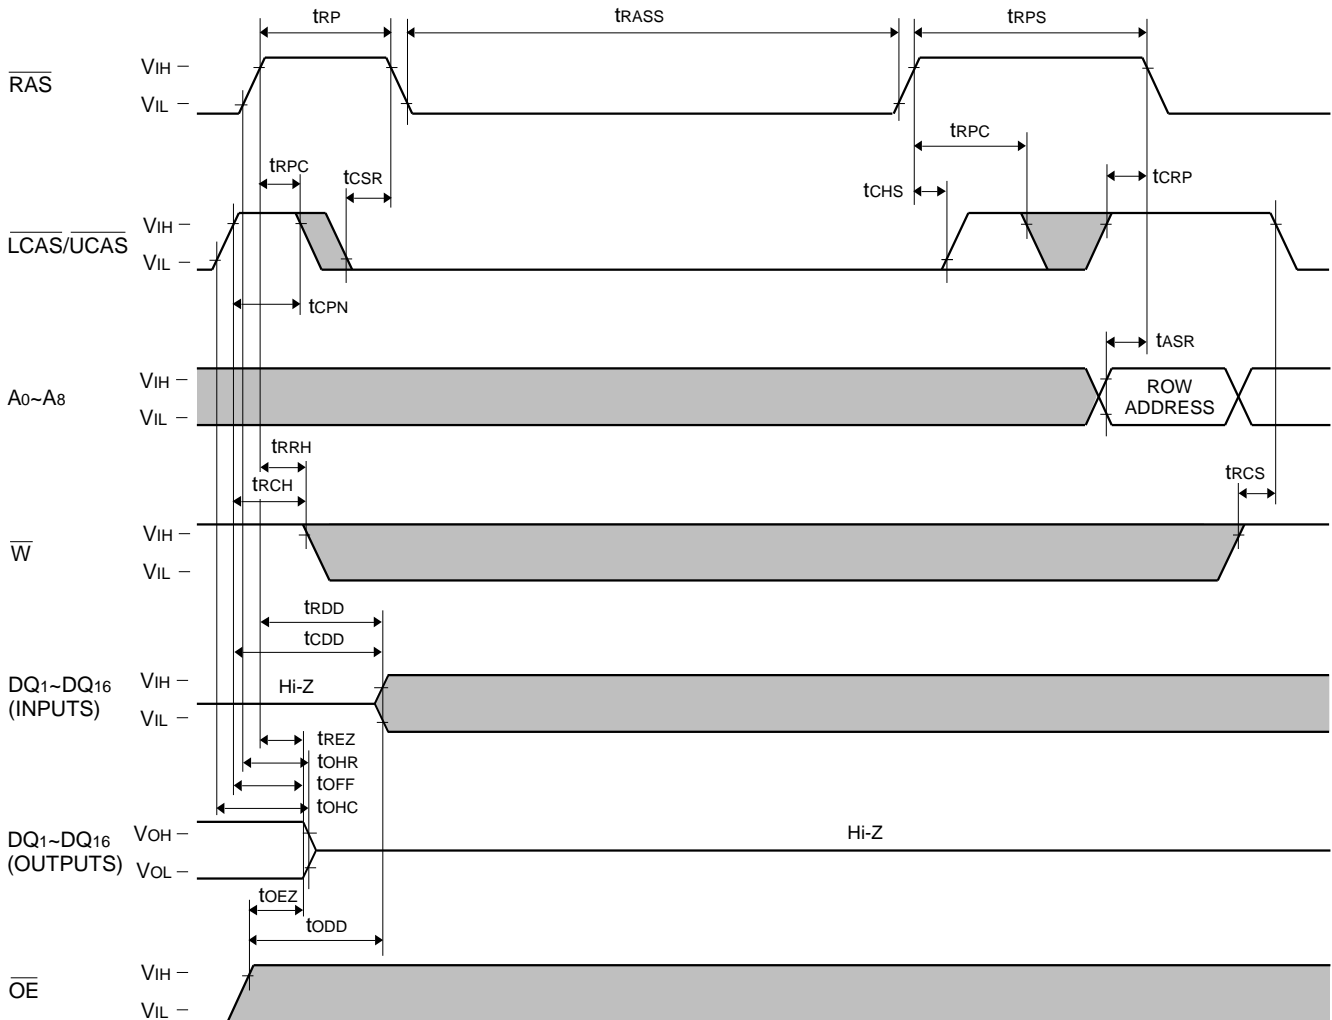 tRP
tRASS
tRPS
RAS
VIH
VIL
tRPC
tCSR
tRPC
tCHS
tCRP
LCAS/UCAS
VIH
VIL
tCPN
tASR
A0~A8
VIH
VIL
ROW
ADDRESS
tRRH
tRCH
tRCS
W
VIH
VIL
tRDD
tCDD
DQ1~DQ16
(INPUTS)
VIH
VIL
Hi-Z
tREZ
tOHR
tOFF
tOHC
DQ1~DQ16
(OUTPUTS)
VOH
VOL
Hi-Z
tOEZ
tODD
OE
VIH
VIL